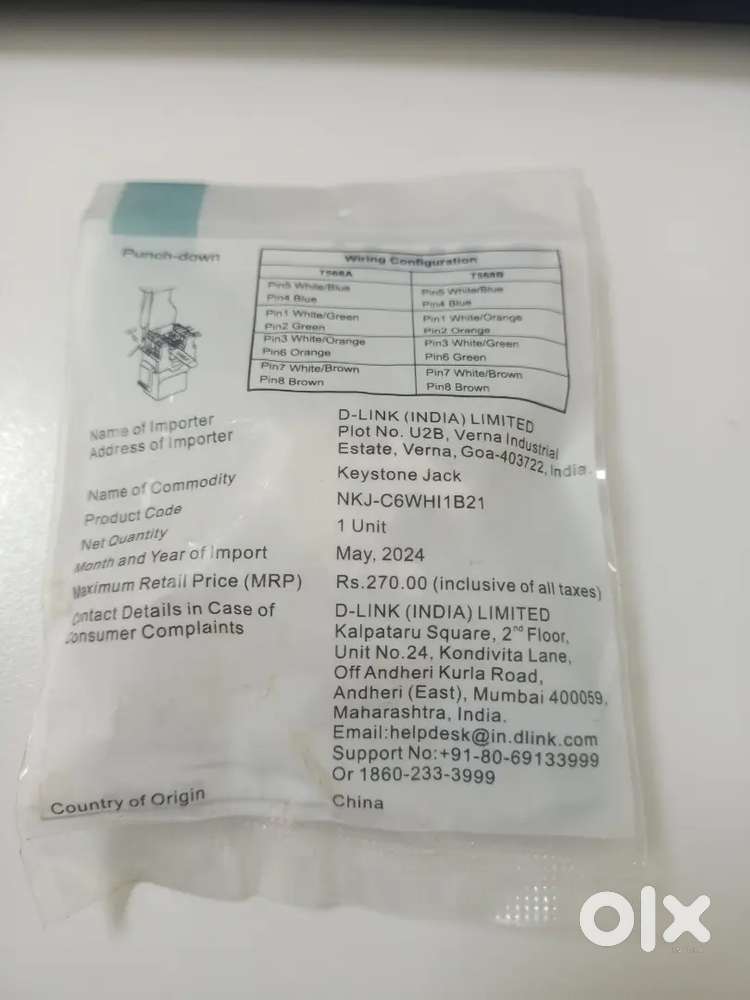 Punch-down
Wiring Configuration
T568A T568B
Pin5 White/Blue Pin5 White/Blue
Pin4 Blue Pin4 Blue
Pin1 White/Green Pin1 White/Orange
Pin2 Green Pin2 Orange
Pin3 White/Orange Pin3 White/Green
Pin6 Orange Pin6 Green
Pin7 White/Brown Pin7 White/Brown
Pin8 Brown Pin8 Brown
Name of Importer D-LINK (INDIA) LIMITED
Address of Importer Plot No. U2B, Verna Industrial
Estate, Verna, Goa-403722, India.
Name of Commodity Keystone Jack
Product Code NKJ-C6WHI1B21
Net Quantity 1 Unit
Month and Year of Import May, 2024
Maximum Retail Price (MRP) Rs.270.00 (inclusive of all taxes)
Contact Details in Case of D-LINK (INDIA) LIMITED
Consumer Complaints Kalpataru Square, 2nd Floor,
Unit No.24, Kondivita Lane,
Off Andheri Kurla Road,
Andheri (East), Mumbai 400059,
Maharashtra, India.
Email:helpdesk@in.dlink.com
Support No:+91-80-69133999
Or 1860-233-3999
Country of Origin China
olx